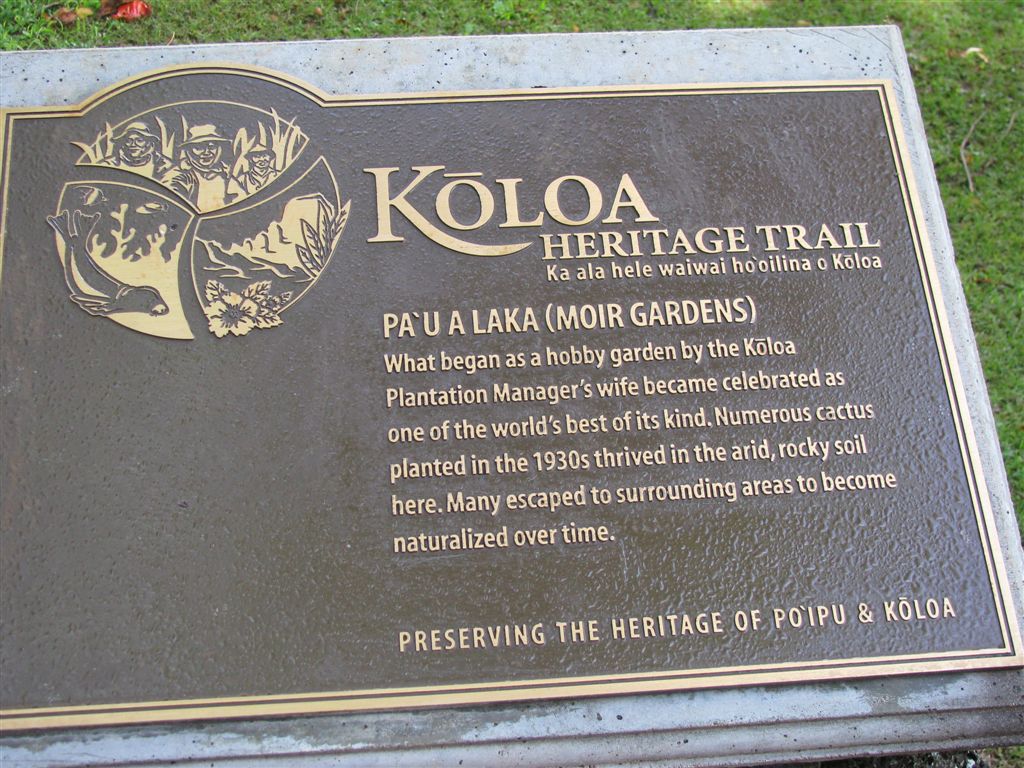 KŌLOA
HERITAGE TRAIL
Ka ala hele waiwai ho`oilina o Kōloa
PA`U A LAKA (MOIR GARDENS)
What began as a hobby garden by the Kōloa
Plantation Manager's wife became celebrated as
one of the world's best of its kind. Numerous cactus
planted in the 1930s thrived in the arid, rocky soil
here. Many escaped to surrounding areas to become
naturalized over time.
PRESERVING THE HERITAGE OF PO`IPU & KŌLOA